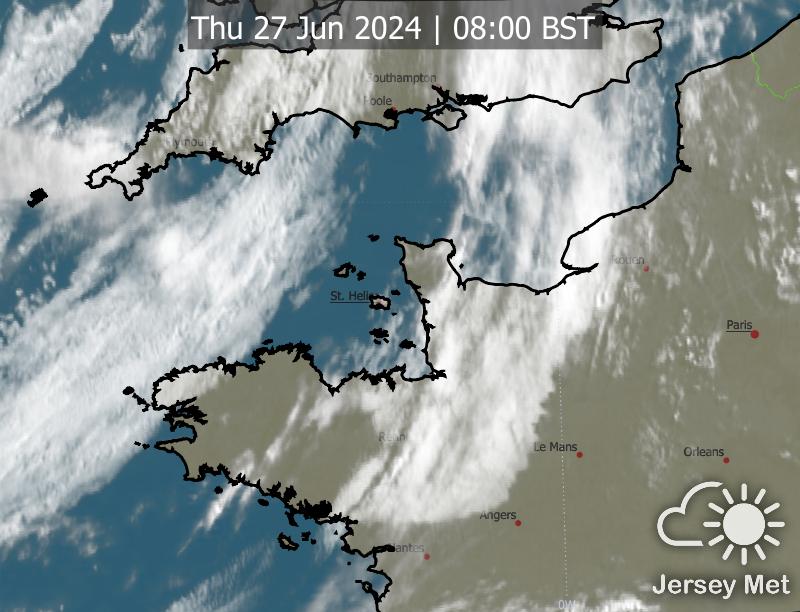 Thu 27 Jun 2024 | 08:00 BST
Southampton
Poole
Plymouth
Rouen
St. Helier
Paris
Le Mans
Orleans
Angers
Nantes
Jersey Met
0W